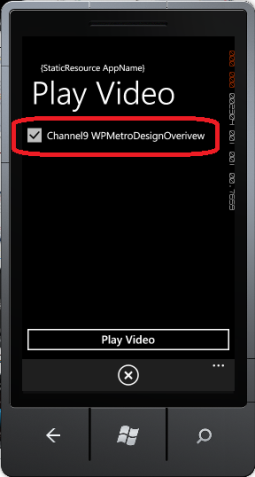 {StaticResource AppName}
Play Video
Channel9 WPMetroDesignOverivew
Play Video